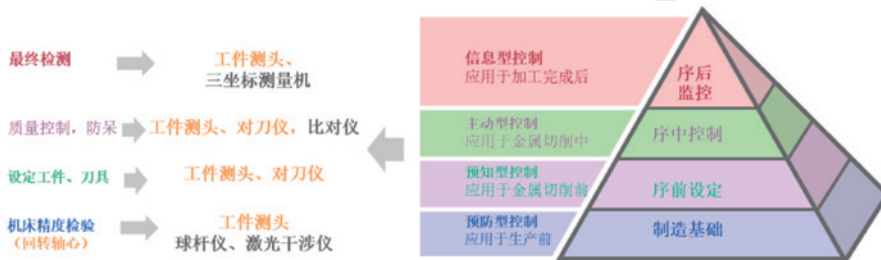 最终检测
工件测头、
三坐标测量机
信息型控制
应用于加工完成后
序后
监控
质量控制，防呆
工件测头、对刀仪，比对仪
主动型控制
应用于金属切削中
序中控制
设定工件、刀具
工件测头、对刀仪
预知型控制
应用于金属切削前
序前设定
机床精度检验
（回转轴心）
工件测头
球杆仪、激光干涉仪
预防型控制
应用于生产前
制造基础